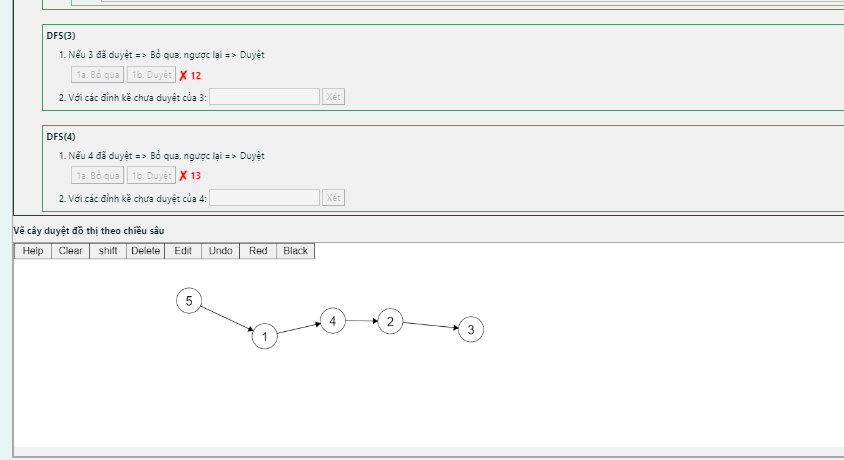 DFS(3)
1. Nếu 3 đã duyệt => Bỏ qua, ngược lại => Duyệt
1a. Bỏ qua 1b. Duyệt ✗ 12
2. Với các đỉnh kề chưa duyệt của 3: Xét
DFS(4)
1. Nếu 4 đã duyệt => Bỏ qua, ngược lại => Duyệt
1a. Bỏ qua 1b. Duyệt ✗ 13
2. Với các đỉnh kề chưa duyệt của 4: Xét
Vẽ cây duyệt đồ thị theo chiều sâu
Help Clear shift Delete Edit Undo Red Black
5
1
4
2
3